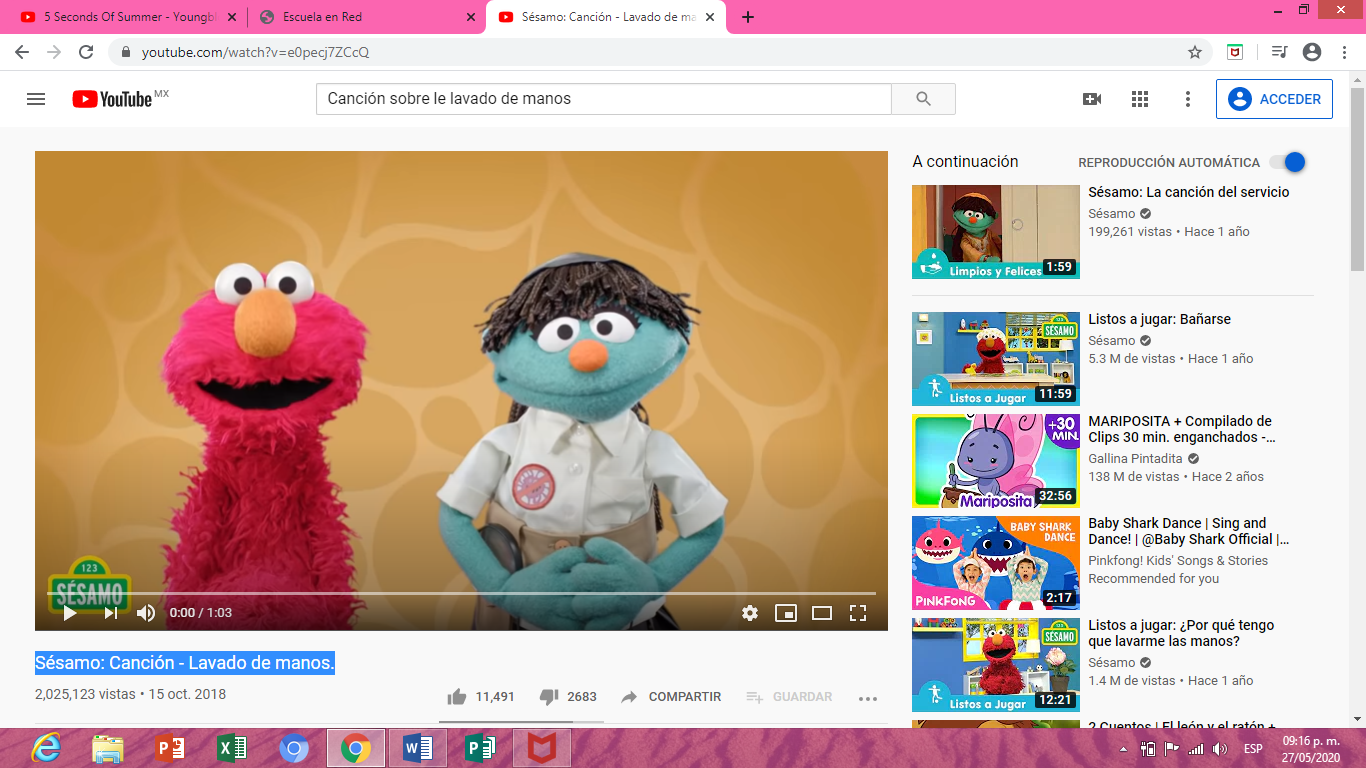 5 Seconds Of Summer - Youngbl
Escuela en Red
Sésamo: Canción - Lavado de ma
youtube.com/watch?v=e0pecj7ZCcQ
YouTube MX
Canción sobre le lavado de manos
ACCEDER
123
SÉSAMO
0:00 / 1:03
Sésamo: Canción - Lavado de manos.
2,025,123 vistas • 15 oct. 2018
11,491
2683
COMPARTIR
GUARDAR
A continuación
REPRODUCCIÓN AUTOMÁTICA
Limpios y Felices
1:59
Sésamo: La canción del servicio
Sésamo
199,261 vistas • Hace 1 año
123
SÉSAMO
Listos a Jugar
11:59
Listos a jugar: Bañarse
Sésamo
5.3 M de vistas • Hace 1 año
+30
MIN
Mariposita
32:56
MARIPOSITA + Compilado de
Clips 30 min. enganchados -...
Gallina Pintadita
138 M de vistas • Hace 2 años
BABY SHARK
DANCE
PINKFONG
2:17
Baby Shark Dance | Sing and
Dance! | @Baby Shark Official |...
Pinkfong! Kids' Songs & Stories
Recommended for you
123
SÉSAMO
Listos a Jugar
12:21
Listos a jugar: ¿Por qué tengo
que lavarme las manos?
Sésamo
1.4 M de vistas • Hace 1 año
2 Cuentos | El león y el ratón +
ESP
09:16 p. m.
27/05/2020